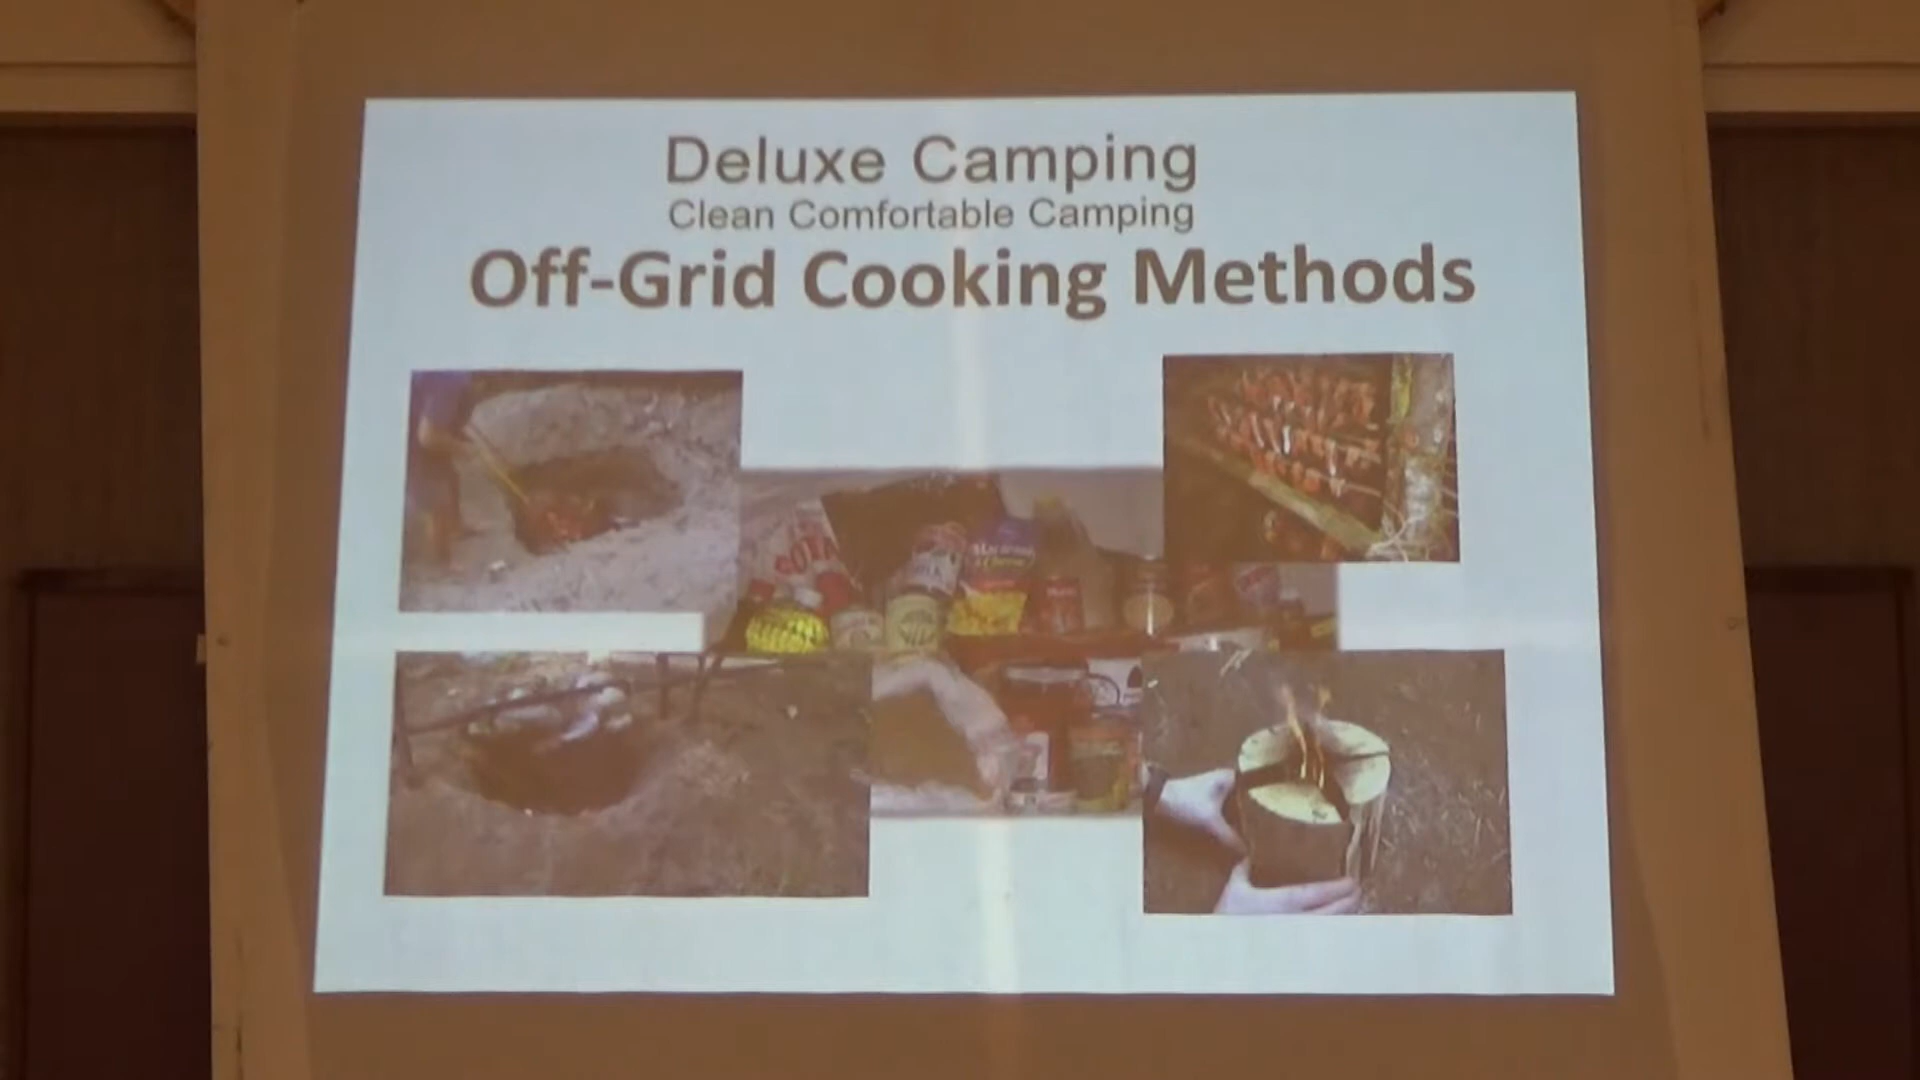 Deluxe Camping
Clean Comfortable Camping
Off-Grid Cooking Methods